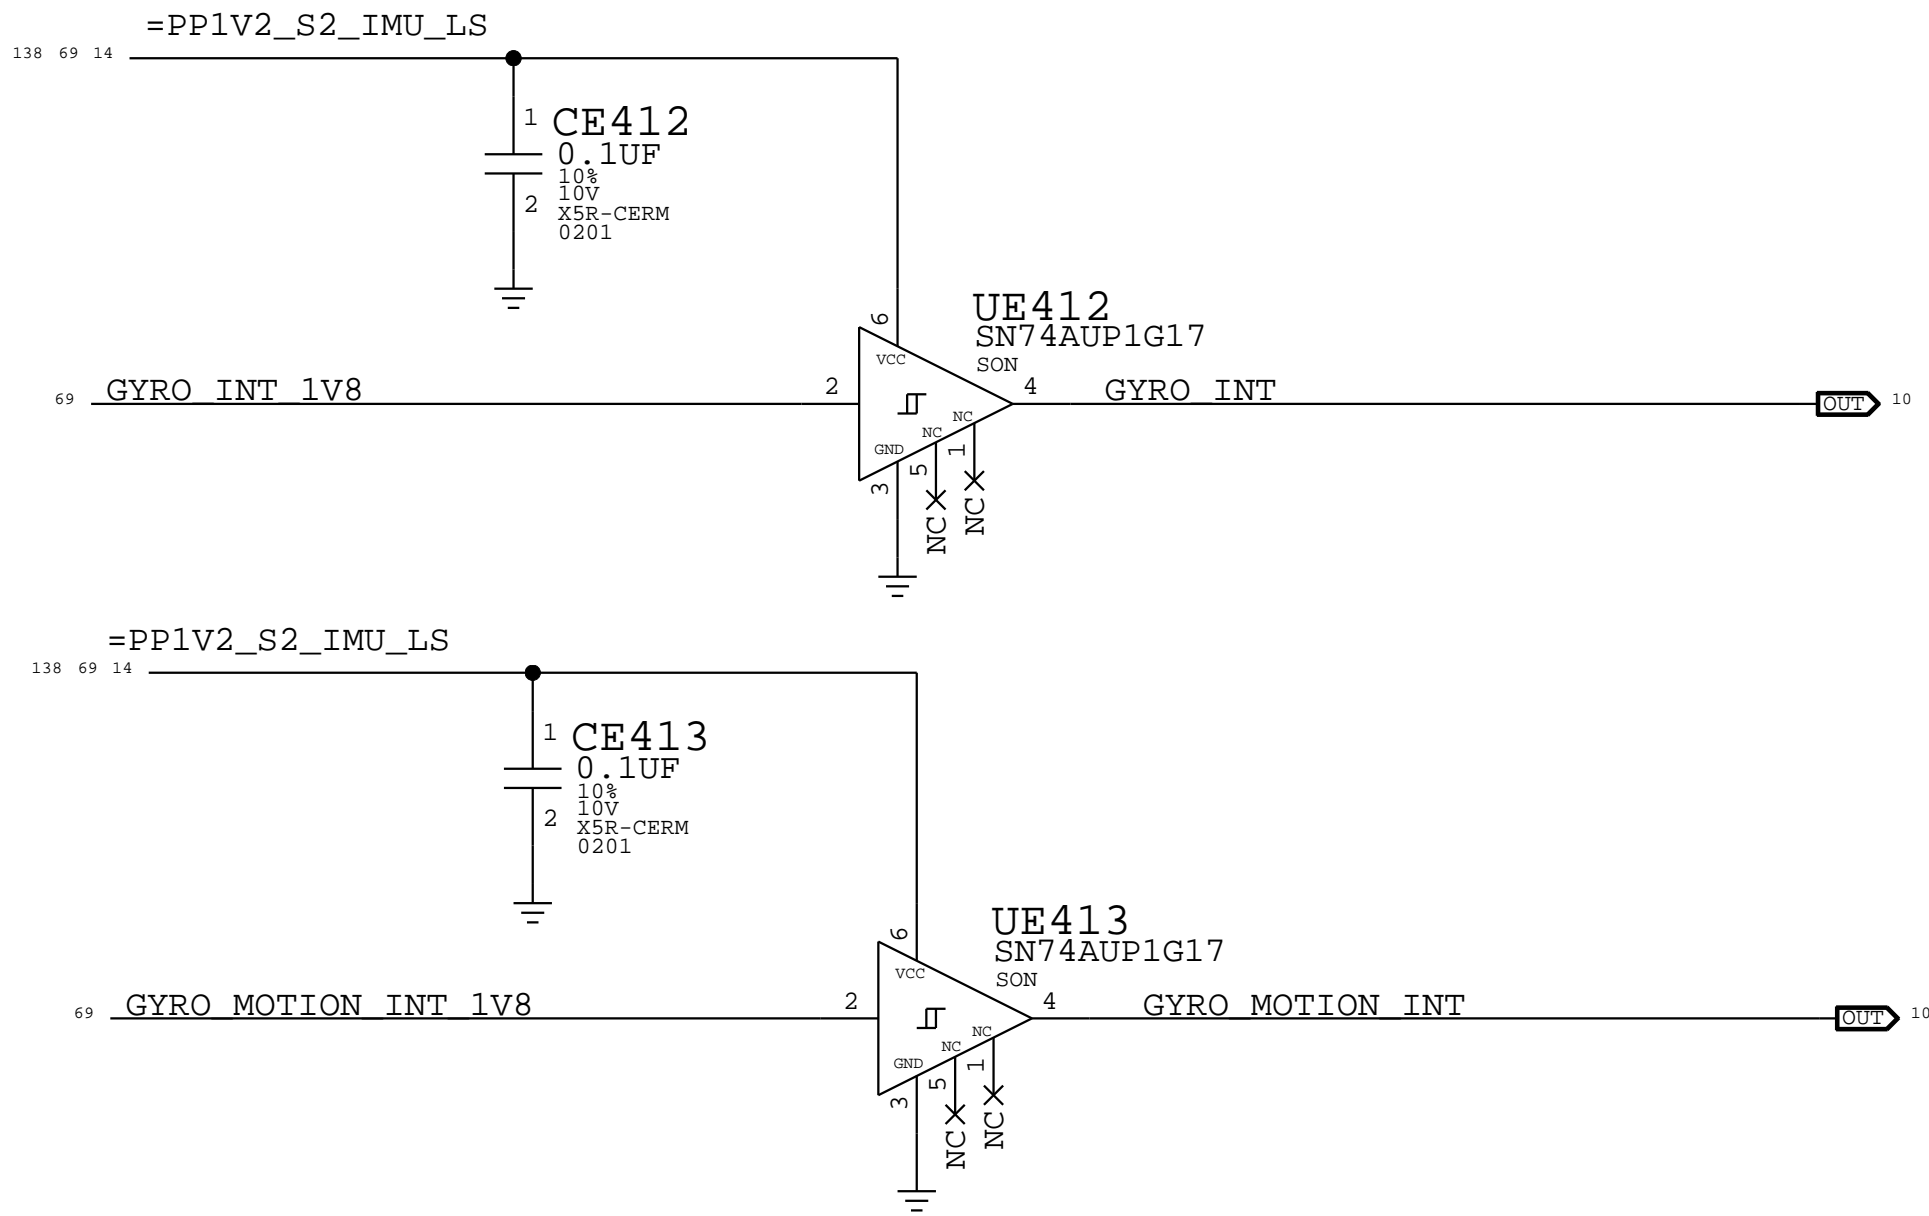 =PP1V2_S2_IMU_LS
138 69 14
1 CE412
0.1UF
10%
10V
2 X5R-CERM
0201
UE412
SN74AUP1G17
SON
6
VCC
69 GYRO_INT_1V8 2 4 GYRO_INT OUT 10
NC
NC
GND
1
5
3
NC
NC
=PP1V2_S2_IMU_LS
138 69 14
1 CE413
0.1UF
10%
10V
2 X5R-CERM
0201
UE413
SN74AUP1G17
SON
6
VCC
69 GYRO_MOTION_INT_1V8 2 4 GYRO_MOTION_INT OUT 10
NC
NC
GND
1
5
3
NC
NC